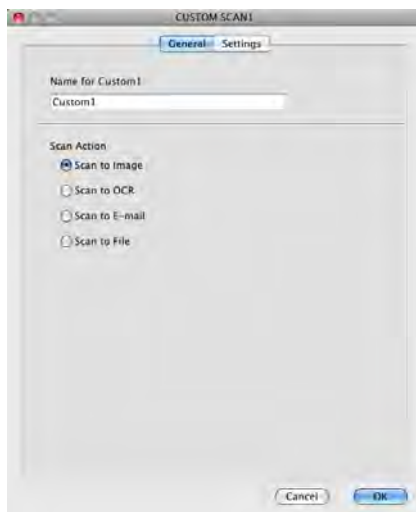 CUSTOM SCAN1
General Settings
Name for Custom1
Custom1
Scan Action
Scan to Image
Scan to OCR
Scan to E-mail
Scan to File
Cancel OK